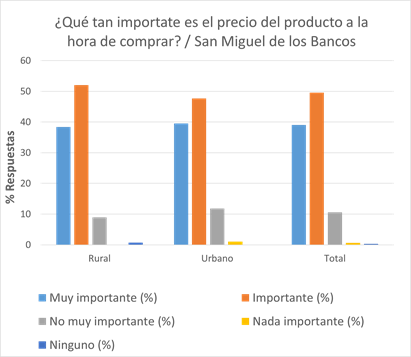 ¿Qué tan importate es el precio del producto a la
hora de comprar? / San Miguel de los Bancos
60
50
40
30
20
10
0
% Respuestas
Rural Urbano Total
Muy importante (%) Importante (%)
No muy importante (%) Nada importante (%)
Ninguno (%)